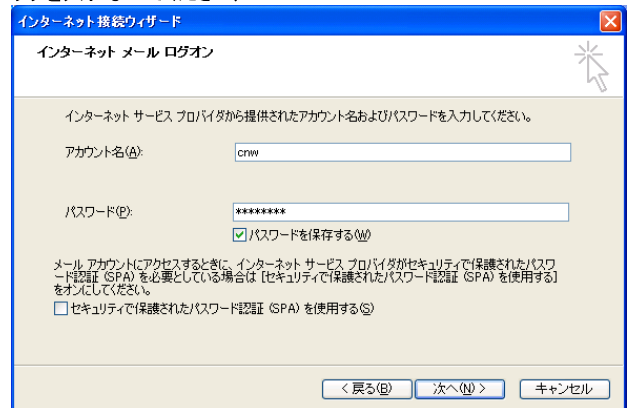 インターネット接続ウィザード
インターネット メール ログオン
インターネット サービス プロバイダから提供されたアカウント名およびパスワードを入力してください。
アカウント名(A):
cnw
パスワード(P):
********
パスワードを保存する(W)
メール アカウントにアクセスするときに、インターネット サービス プロバイダがセキュリティで保護されたパスワ
ード認証 (SPA) を必要としている場合は [セキュリティで保護されたパスワード認証 (SPA) を使用する]
をオンにしてください。
セキュリティで保護されたパスワード認証 (SPA) を使用する(S)
< 戻る(B)
次へ(N) >
キャンセル